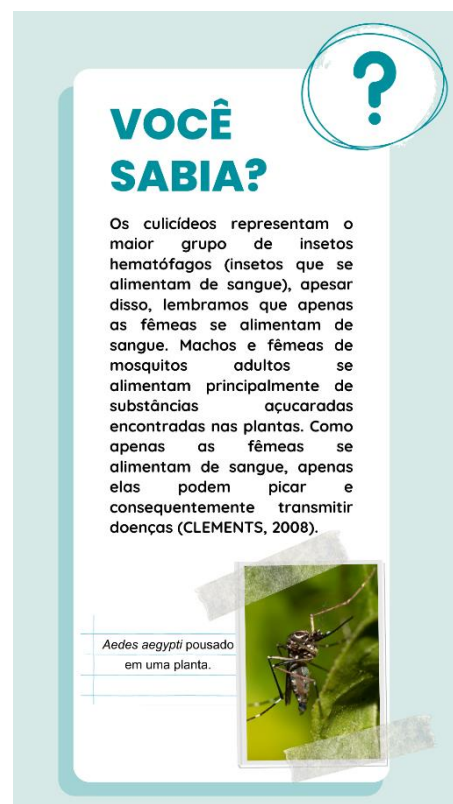 ?
VOCÊ
SABIA?
Os culicídeos representam o
maior grupo de insetos
hematófagos (insetos que se
alimentam de sangue), apesar
disso, lembramos que apenas
as fêmeas se alimentam de
sangue. Machos e fêmeas de
mosquitos adultos se
alimentam principalmente de
substâncias açucaradas
encontradas nas plantas. Como
apenas as fêmeas se
alimentam de sangue, apenas
elas podem picar e
consequentemente transmitir
doenças (CLEMENTS, 2008).
Aedes aegypti pousado
em uma planta.